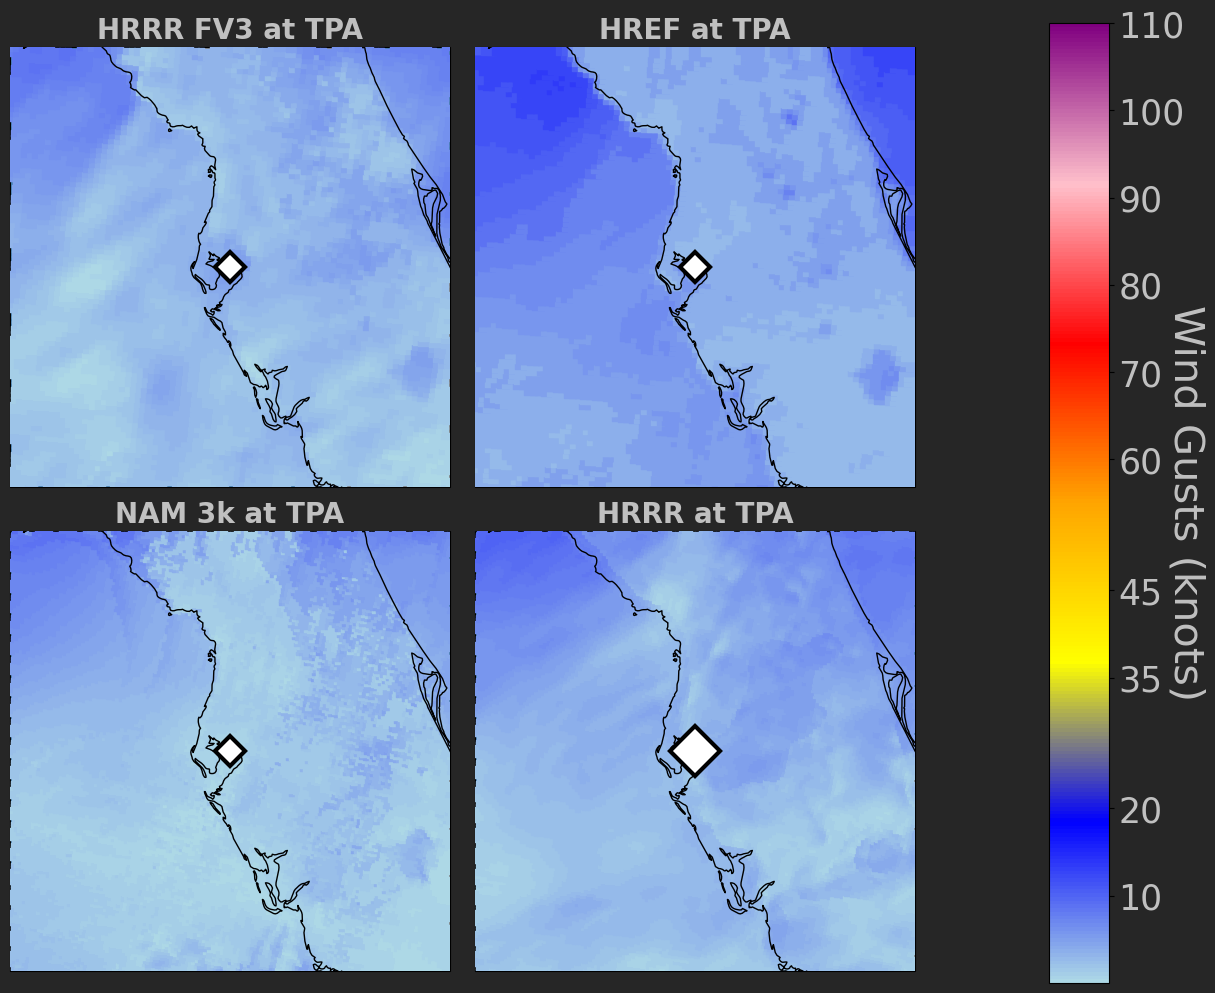 HRRR FV3 at TPA
HREF at TPA
NAM 3k at TPA
HRRR at TPA
110
100
90
80
70
60
45
35
20
10
Wind Gusts (knots)